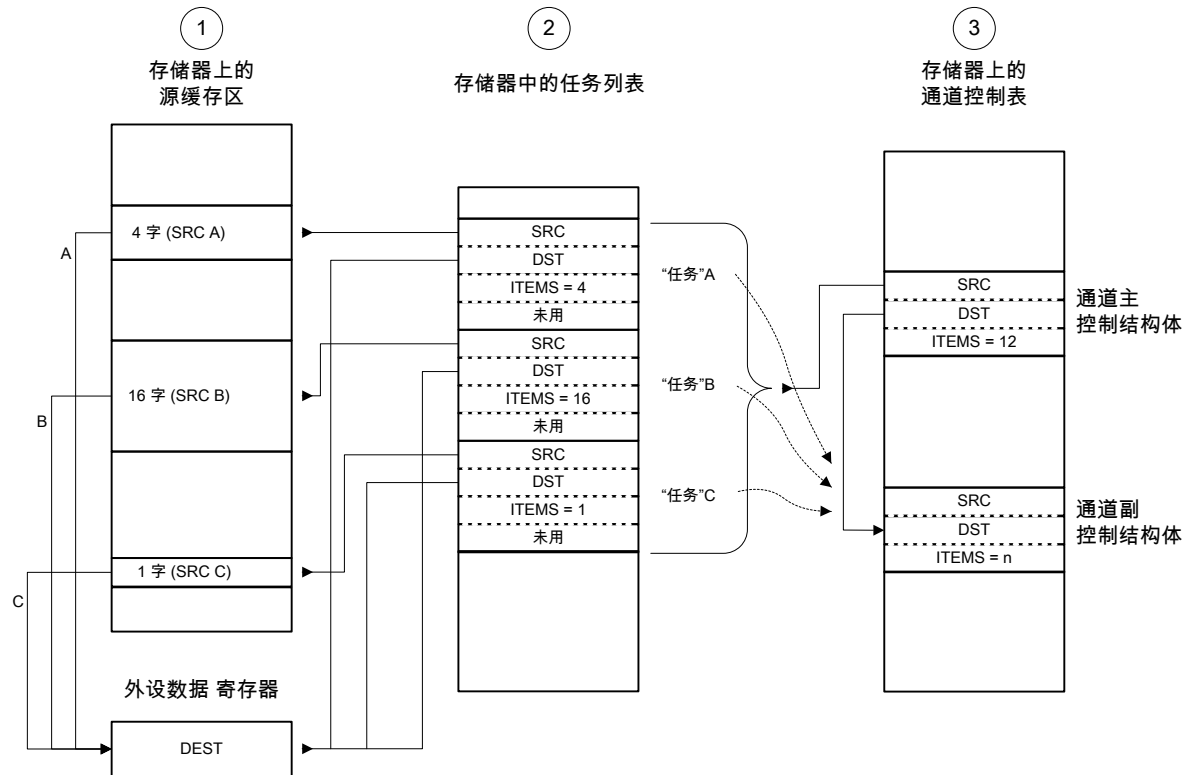 1
存储器上的
源缓存区
4 字 (SRC A)
16 字 (SRC B)
1 字 (SRC C)
A
B
C
外设数据 寄存器
DEST
2
存储器中的任务列表
SRC
DST
ITEMS = 4
未用
SRC
DST
ITEMS = 16
未用
SRC
DST
ITEMS = 1
未用
“任务”A
“任务”B
“任务”C
3
存储器上的
通道控制表
SRC
DST
ITEMS = 12
通道主
控制结构体
SRC
DST
ITEMS = n
通道副
控制结构体